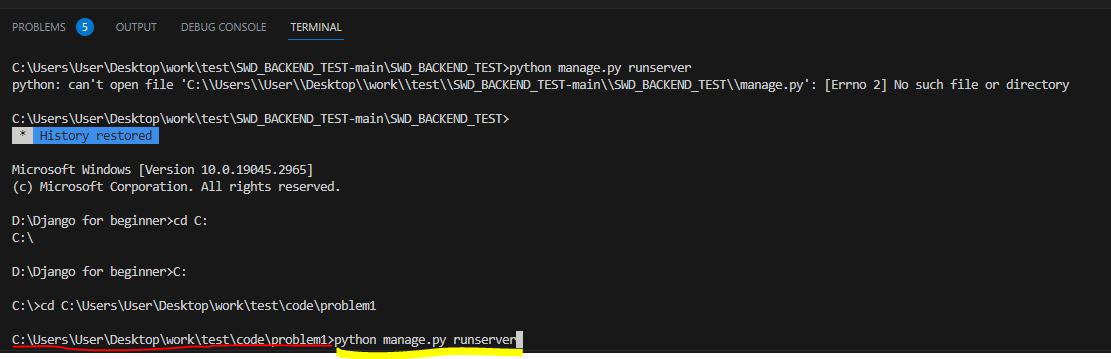 PROBLEMS 5 OUTPUT DEBUG CONSOLE TERMINAL
C:\Users\User\Desktop\work\test\SWD_BACKEND_TEST-main\SWD_BACKEND_TEST>python manage.py runserver
python: can't open file 'C:\\Users\\User\\Desktop\\work\\test\\SWD_BACKEND_TEST-main\\SWD_BACKEND_TEST\\manage.py': [Errno 2] No such file or directory
C:\Users\User\Desktop\work\test\SWD_BACKEND_TEST-main\SWD_BACKEND_TEST>
* History restored
Microsoft Windows [Version 10.0.19045.2965]
(c) Microsoft Corporation. All rights reserved.
D:\Django for beginner>cd C:
C:\
D:\Django for beginner>C:
C:\>cd C:\Users\User\Desktop\work\test\code\problem1
C:\Users\User\Desktop\work\test\code\problem1>python manage.py runserver